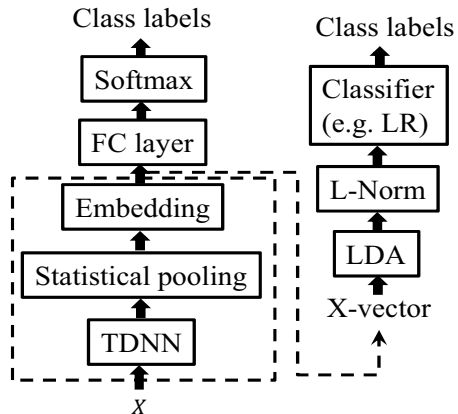 Class labels
Softmax
FC layer
Embedding
Statistical pooling
TDNN
X
Class labels
Classifier
(e.g. LR)
L-Norm
LDA
X-vector